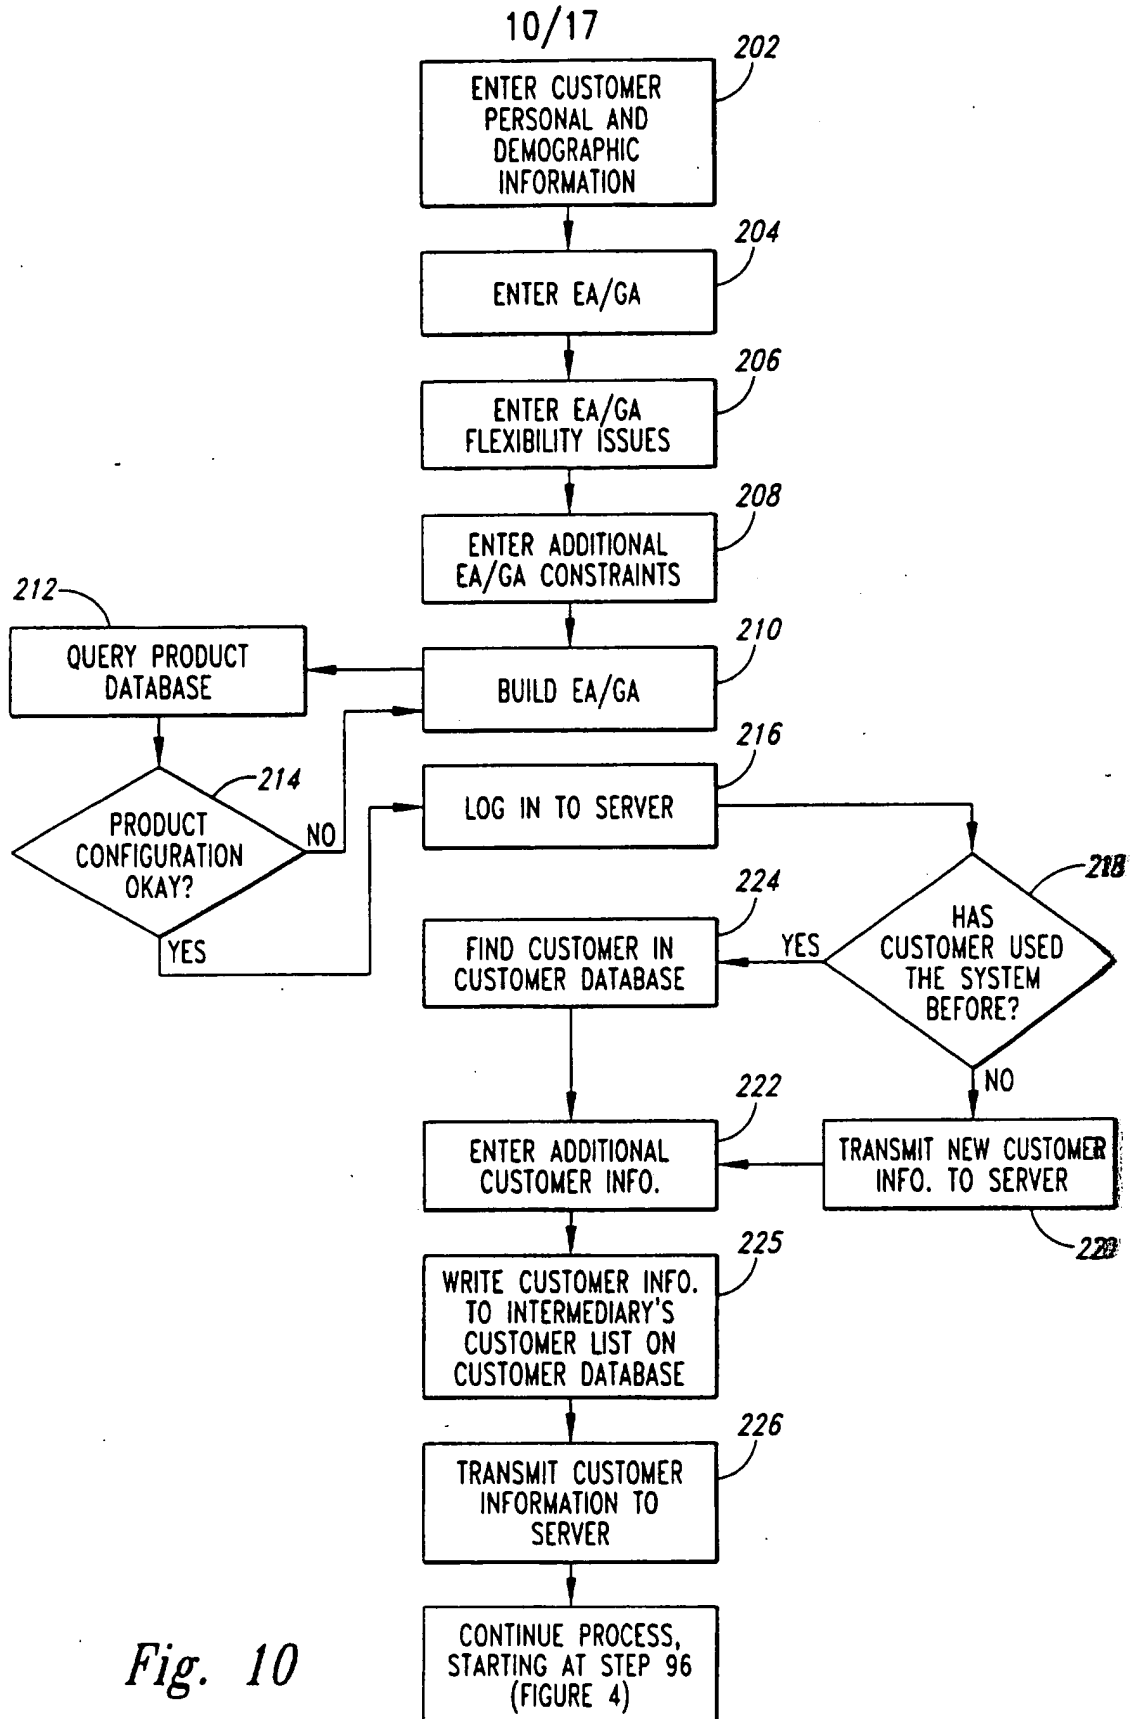 10/17
202
ENTER CUSTOMER
PERSONAL AND
DEMOGRAPHIC
INFORMATION
204
ENTER EA/GA
206
ENTER EA/GA
FLEXIBILITY ISSUES
208
ENTER ADDITIONAL
EA/GA CONSTRAINTS
212
QUERY PRODUCT
DATABASE
210
BUILD EA/GA
214
PRODUCT
CONFIGURATION
OKAY?
NO
YES
216
LOG IN TO SERVER
218
HAS
CUSTOMER USED
THE SYSTEM
BEFORE?
YES
NO
224
FIND CUSTOMER IN
CUSTOMER DATABASE
222
ENTER ADDITIONAL
CUSTOMER INFO.
TRANSMIT NEW CUSTOMER
INFO. TO SERVER
220
225
WRITE CUSTOMER INFO.
TO INTERMEDIARY'S
CUSTOMER LIST ON
CUSTOMER DATABASE
226
TRANSMIT CUSTOMER
INFORMATION TO
SERVER
CONTINUE PROCESS,
STARTING AT STEP 96
(FIGURE 4)
Fig. 10